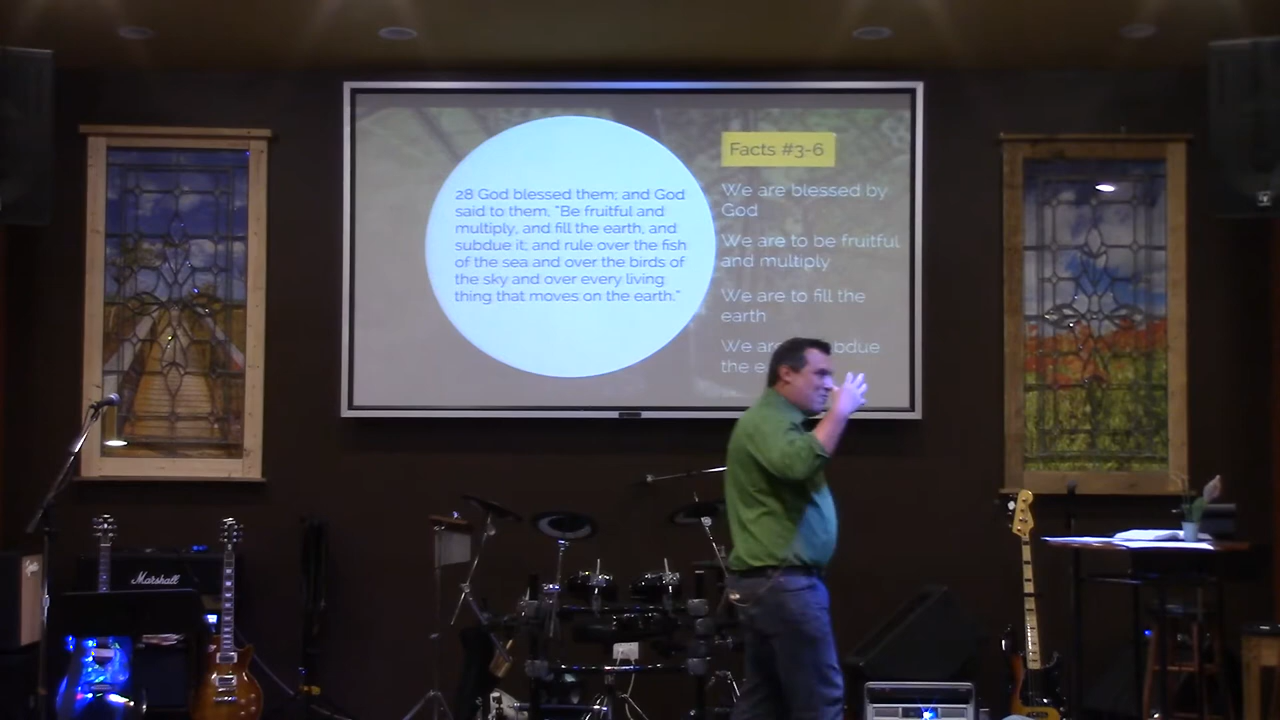 28 God blessed them; and God
said to them, "Be fruitful and
multiply, and fill the earth, and
subdue it; and rule over the fish
of the sea and over the birds of
the sky and over every living
thing that moves on the earth."
Facts #3-6
We are blessed by
God
We are to be fruitful
and multiply
We are to fill the
earth
We are
the
Marshall